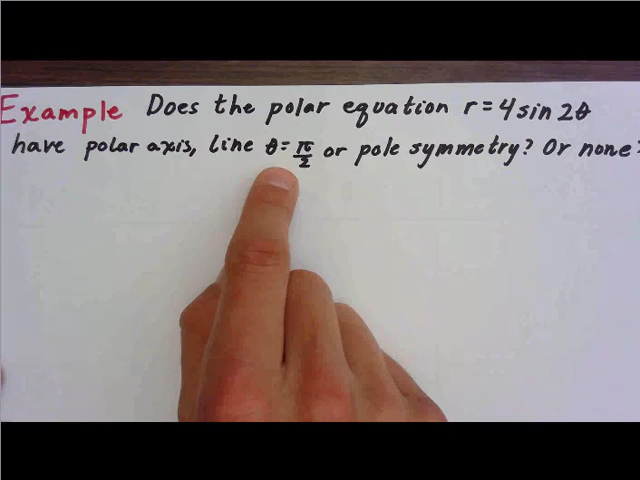 Example Does the polar equation r = 4 sin 2θ
have polar axis, line θ = π/2 or pole symmetry? Or none?